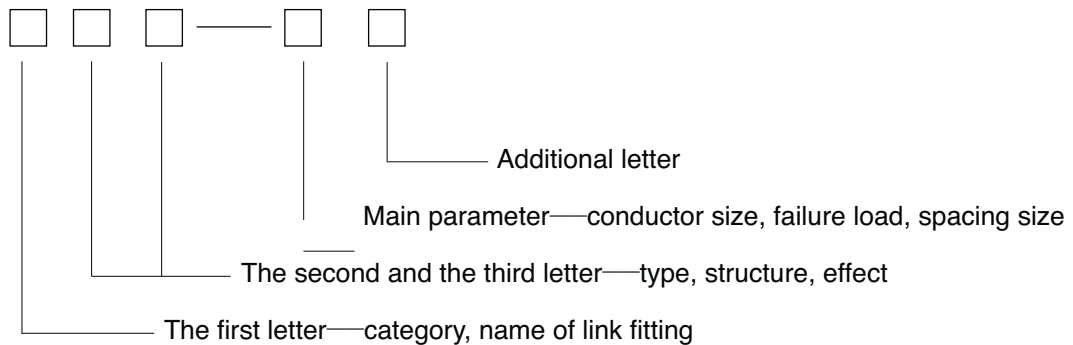 Additional letter
Main parameter——conductor size, failure load, spacing size
The second and the third letter——type, structure, effect
The first letter——category, name of link fitting